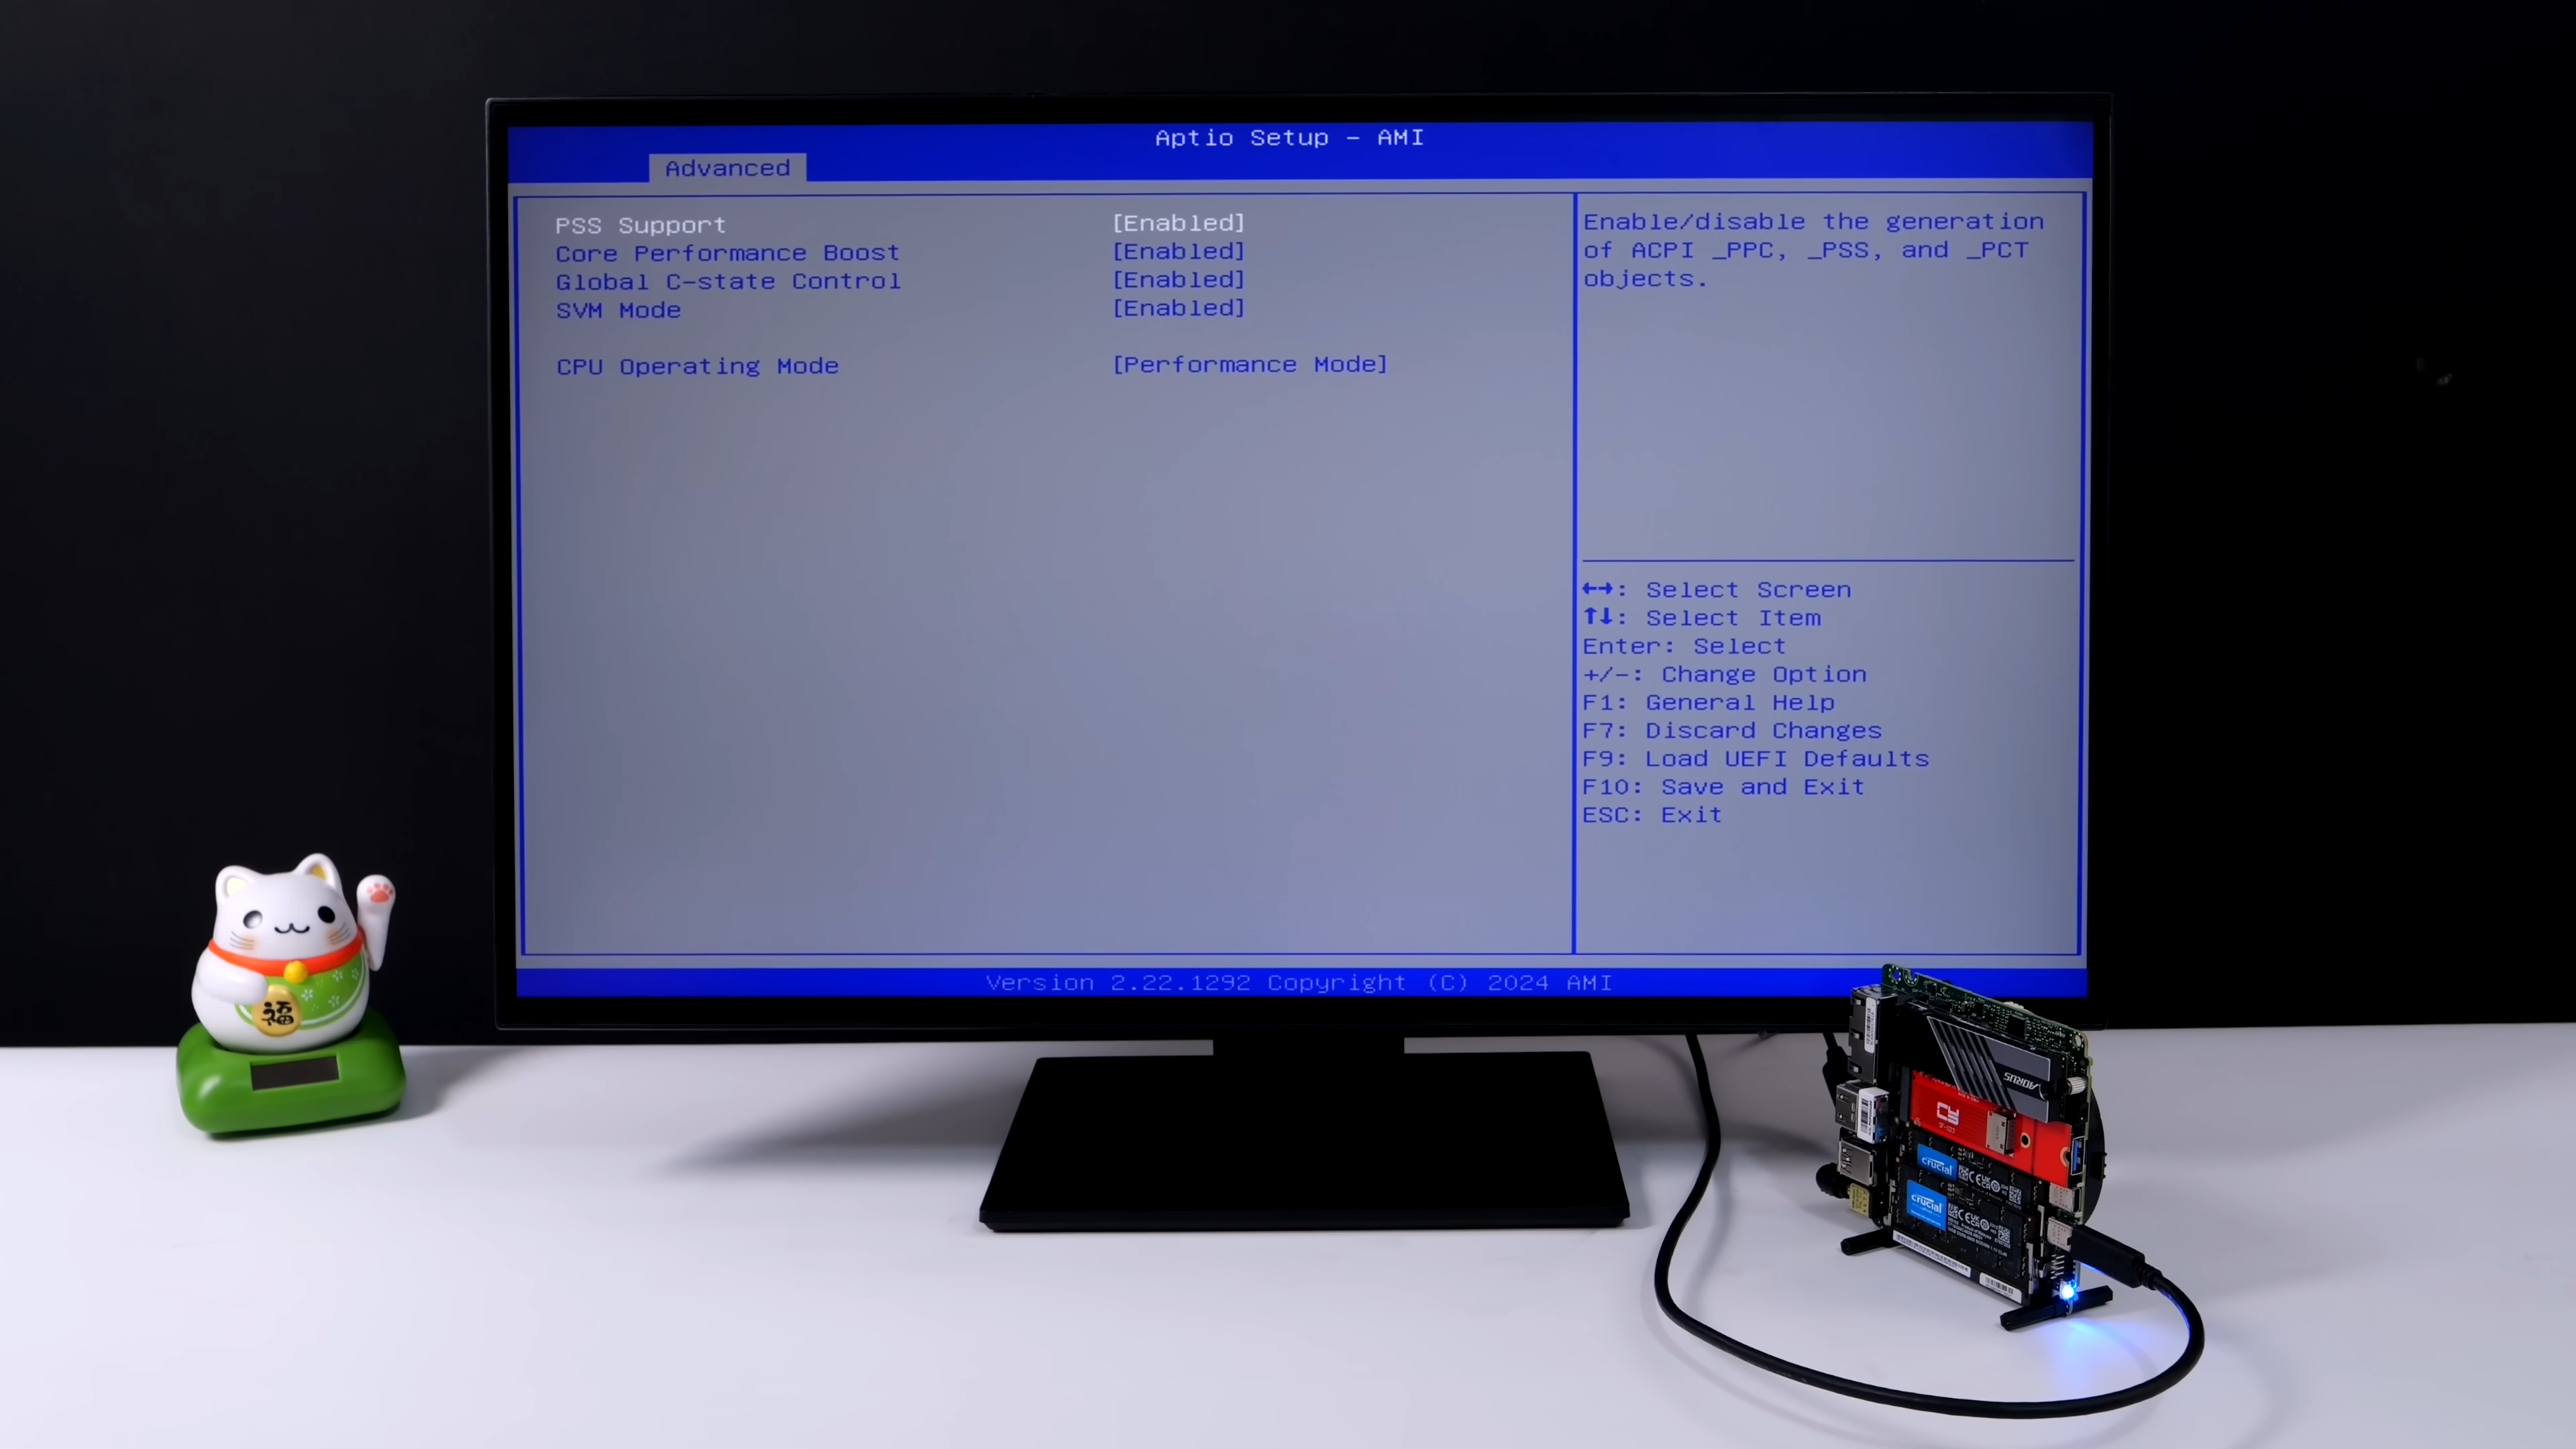 Aptio Setup – AMI
Advanced
PSS Support [Enabled]
Core Performance Boost [Enabled]
Global C-state Control [Enabled]
SVM Mode [Enabled]
CPU Operating Mode [Performance Mode]
Enable/disable the generation
of ACPI _PPC, _PSS, and _PCT
objects.
←→: Select Screen
↑↓: Select Item
Enter: Select
+/-: Change Option
F1: General Help
F7: Discard Changes
F9: Load UEFI Defaults
F10: Save and Exit
ESC: Exit
Version 2.22.1292 Copyright (C) 2024 AMI
福
AORUS
crucial
crucial